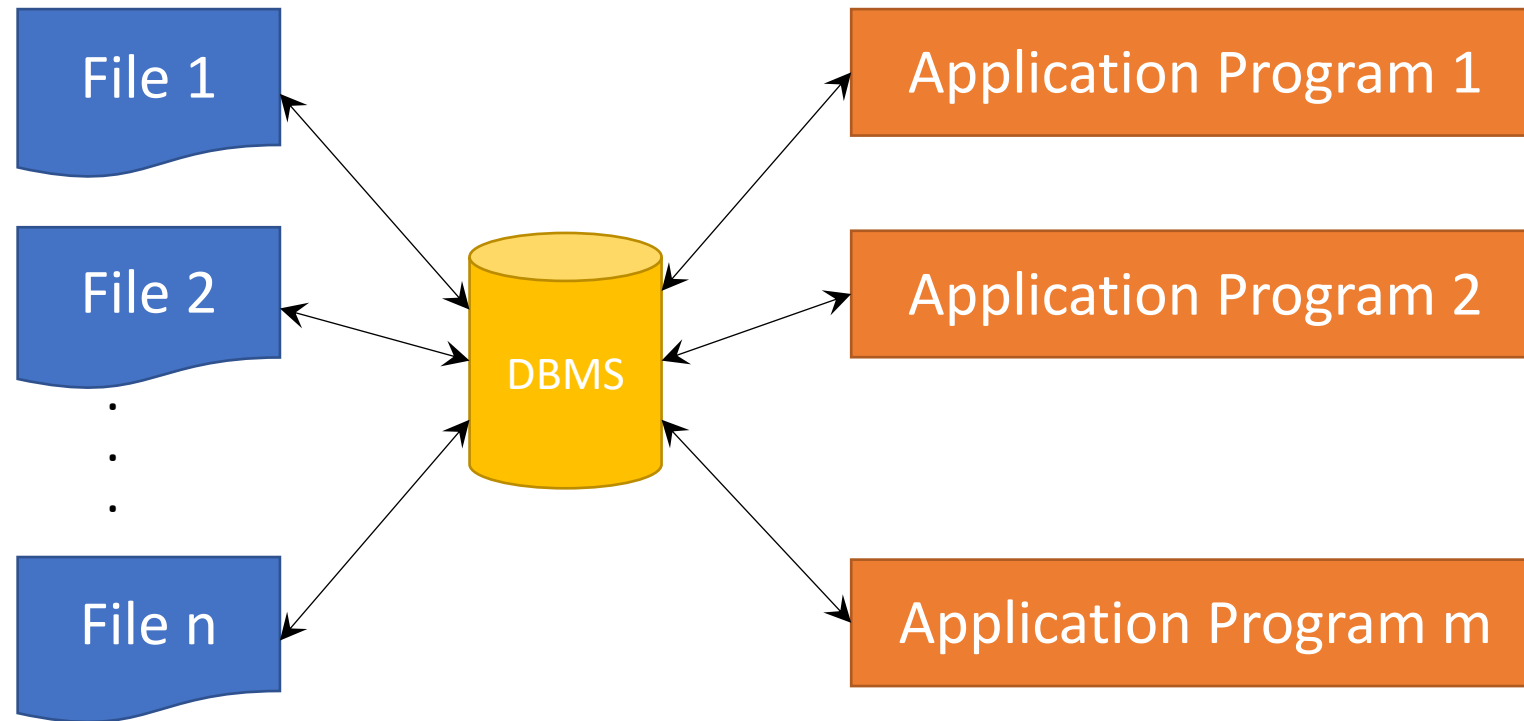 File 1
Application Program 1
File 2
Application Program 2
DBMS
.
.
.
File n
Application Program m